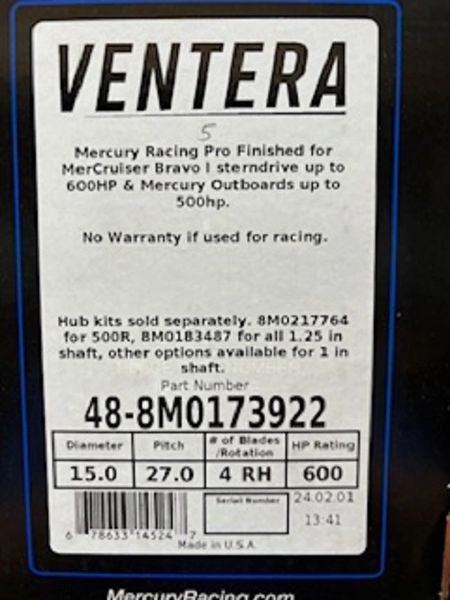 VENTERA
5
Mercury Racing Pro Finished for
MerCruiser Bravo I sterndrive up to
600HP & Mercury Outboards up to
500hp.
No Warranty if used for racing.
Hub kits sold separately. 8M0217764
for 500R, 8M0183487 for all 1.25 in
shaft, other options available for 1 in
shaft.
Part Number
48-8M0173922
Diameter Pitch # of Blades /Rotation HP Rating
15.0 27.0 4 RH 600
Serial Number 24.02.01
13:41
6 78633 14524 7
Made in U.S.A
MercuryRacing.com